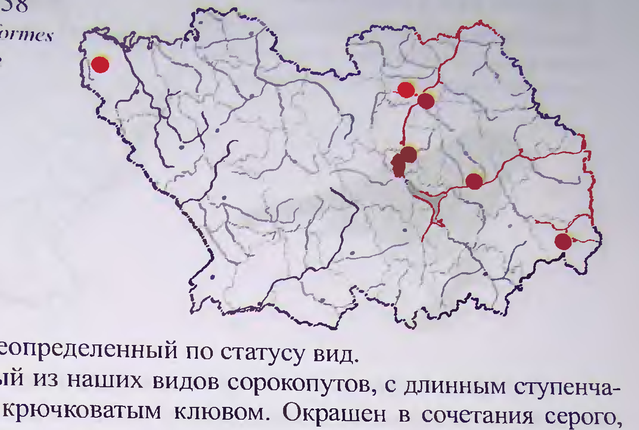 58
formes
еопределенный по статусу вид.
ый из наших видов сорокопутов, с длинным ступенча-
крючковатым клювом. Окрашен в сочетания серого,